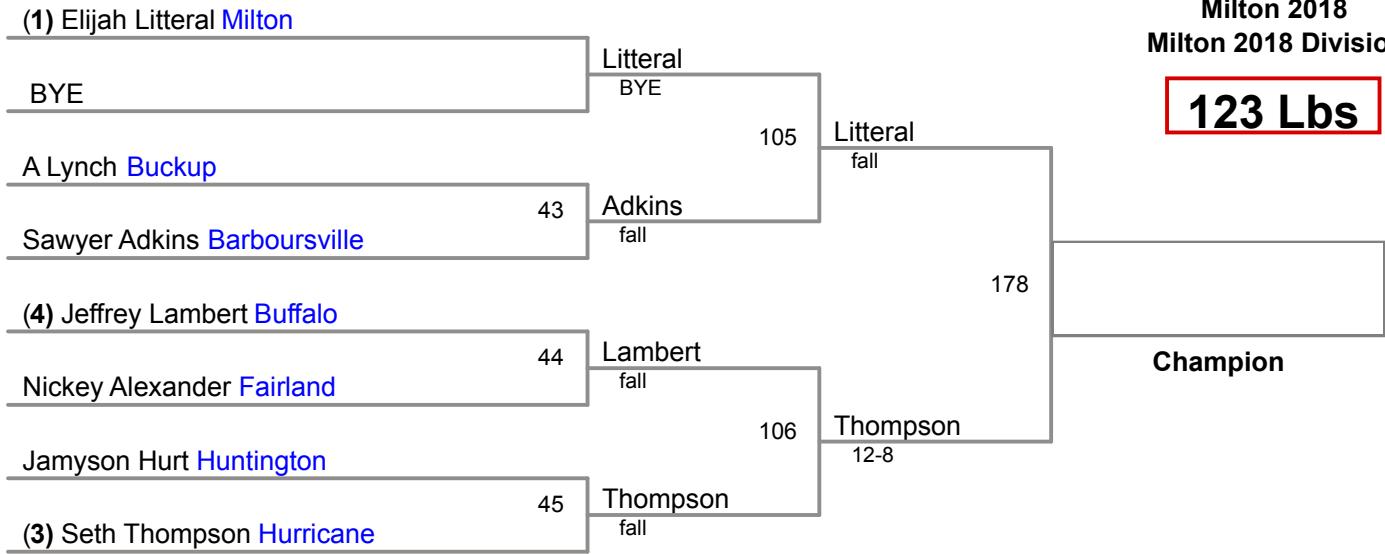 Milton 2018
Milton 2018 Divisio
123 Lbs
(1) Elijah Litteral Milton
BYE
A Lynch Buckup
Sawyer Adkins Barboursville
(4) Jeffrey Lambert Buffalo
Nickey Alexander Fairland
Jamyson Hurt Huntington
(3) Seth Thompson Hurricane
43
44
45
Litteral
BYE
Adkins
fall
Lambert
fall
Thompson
fall
105
106
Litteral
fall
Thompson
12-8
178
Champion